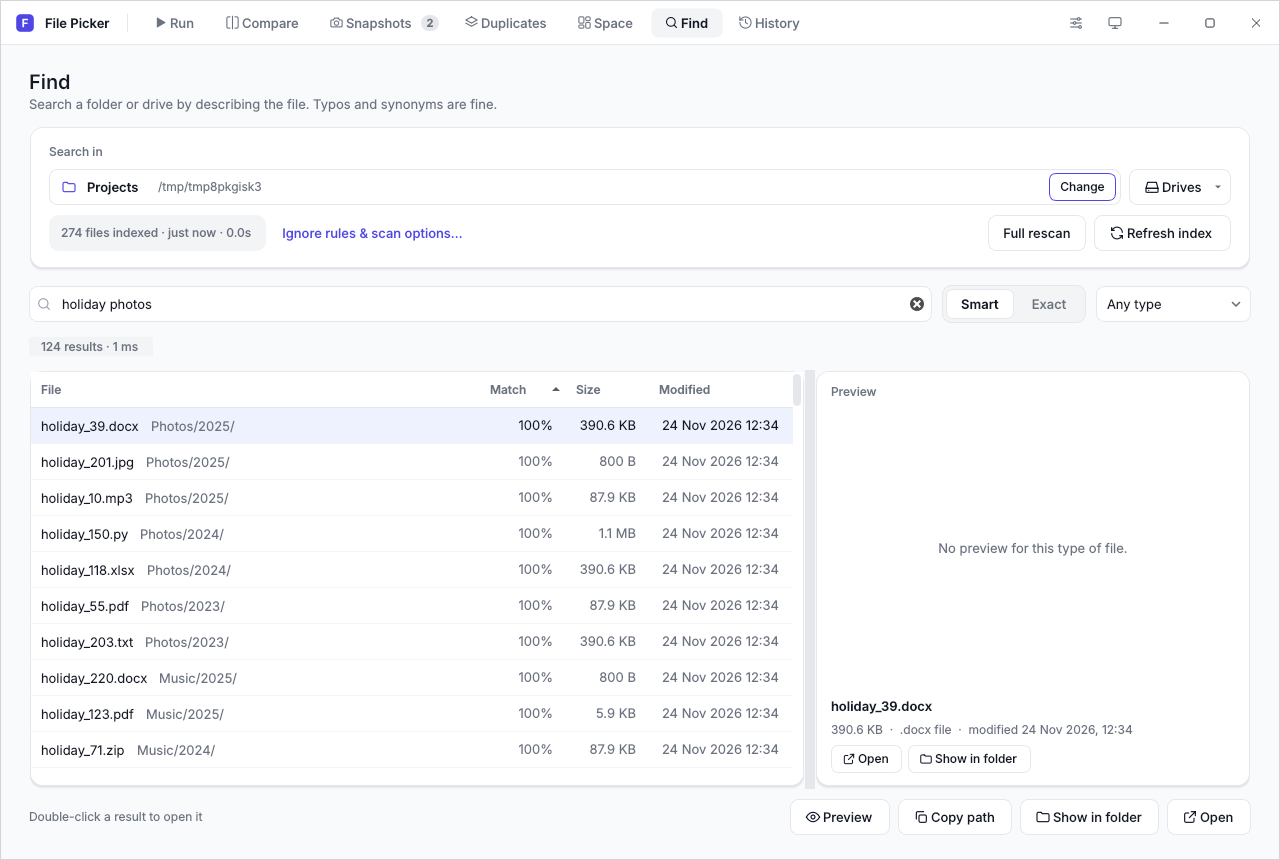 F File Picker Run Compare Snapshots 2 Duplicates Space Find History
Find
Search a folder or drive by describing the file. Typos and synonyms are fine.
Search in
Projects /tmp/tmp8pkgisk3 Change Drives
274 files indexed · just now · 0.0s Ignore rules & scan options... Full rescan Refresh index
holiday photos Smart Exact Any type
124 results · 1 ms
File Match Size Modified
holiday_39.docx Photos/2025/ 100% 390.6 KB 24 Nov 2026 12:34
holiday_201.jpg Photos/2025/ 100% 800 B 24 Nov 2026 12:34
holiday_10.mp3 Photos/2025/ 100% 87.9 KB 24 Nov 2026 12:34
holiday_150.py Photos/2024/ 100% 1.1 MB 24 Nov 2026 12:34
holiday_118.xlsx Photos/2024/ 100% 390.6 KB 24 Nov 2026 12:34
holiday_55.pdf Photos/2023/ 100% 87.9 KB 24 Nov 2026 12:34
holiday_203.txt Photos/2023/ 100% 390.6 KB 24 Nov 2026 12:34
holiday_220.docx Music/2025/ 100% 800 B 24 Nov 2026 12:34
holiday_123.pdf Music/2025/ 100% 5.9 KB 24 Nov 2026 12:34
holiday_71.zip Music/2024/ 100% 87.9 KB 24 Nov 2026 12:34
Preview
No preview for this type of file.
holiday_39.docx
390.6 KB · .docx file · modified 24 Nov 2026, 12:34
Open Show in folder
Double-click a result to open it Preview Copy path Show in folder Open